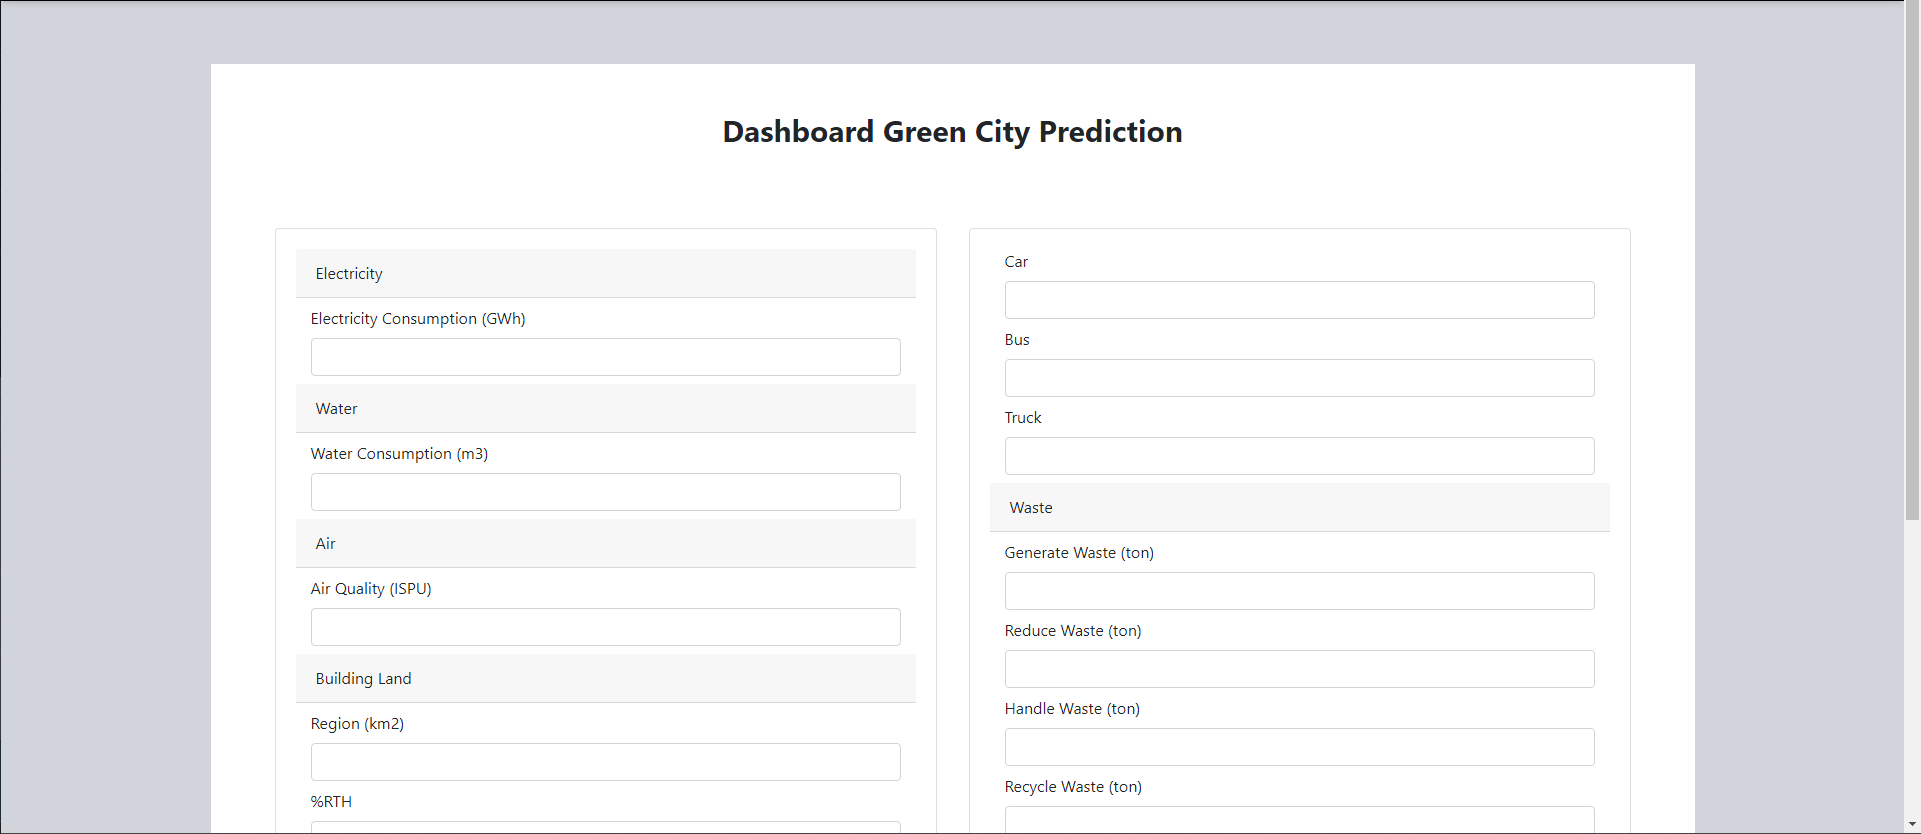 Dashboard Green City Prediction
Electricity
Electricity Consumption (GWh)
Water
Water Consumption (m3)
Air
Air Quality (ISPU)
Building Land
Region (km2)
%RTH
Car
Bus
Truck
Waste
Generate Waste (ton)
Reduce Waste (ton)
Handle Waste (ton)
Recycle Waste (ton)